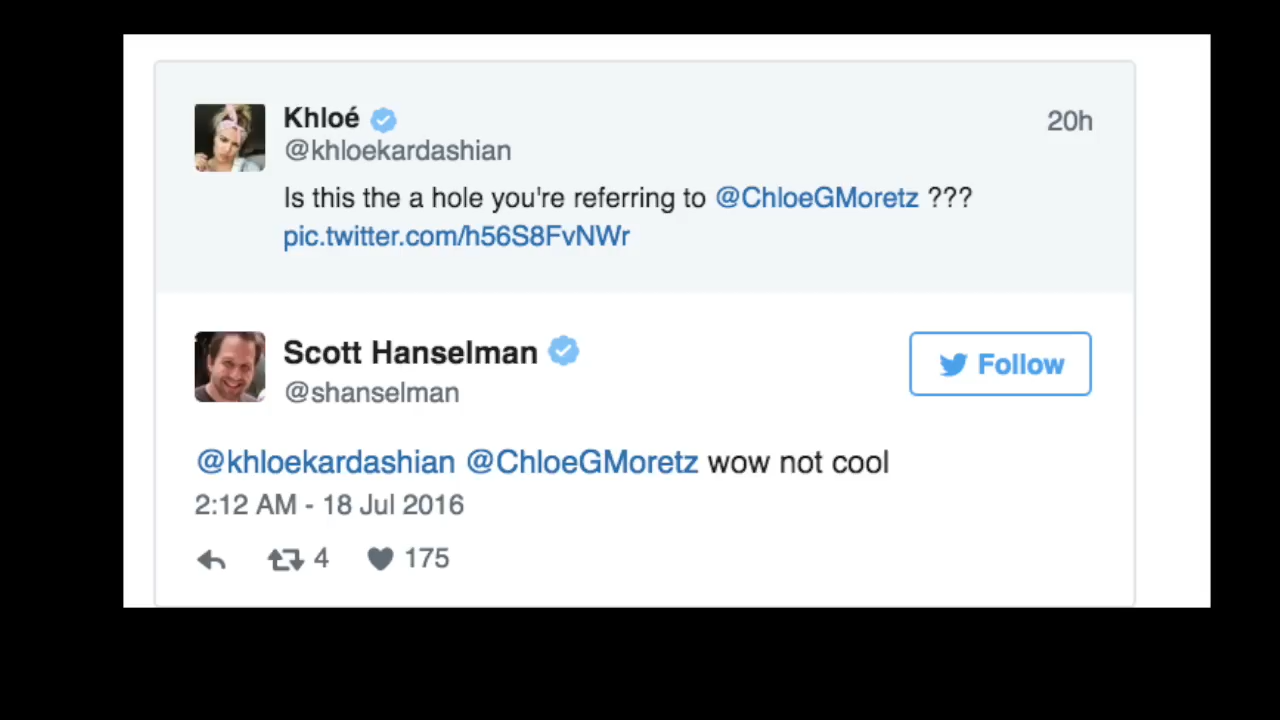 Khloé
20h
@khloekardashian
Is this the a hole you're referring to @ChloeGMoretz ???
pic.twitter.com/h56S8FvNWr
Scott Hanselman
Follow
@shanselman
@khloekardashian @ChloeGMoretz wow not cool
2:12 AM - 18 Jul 2016
4 175